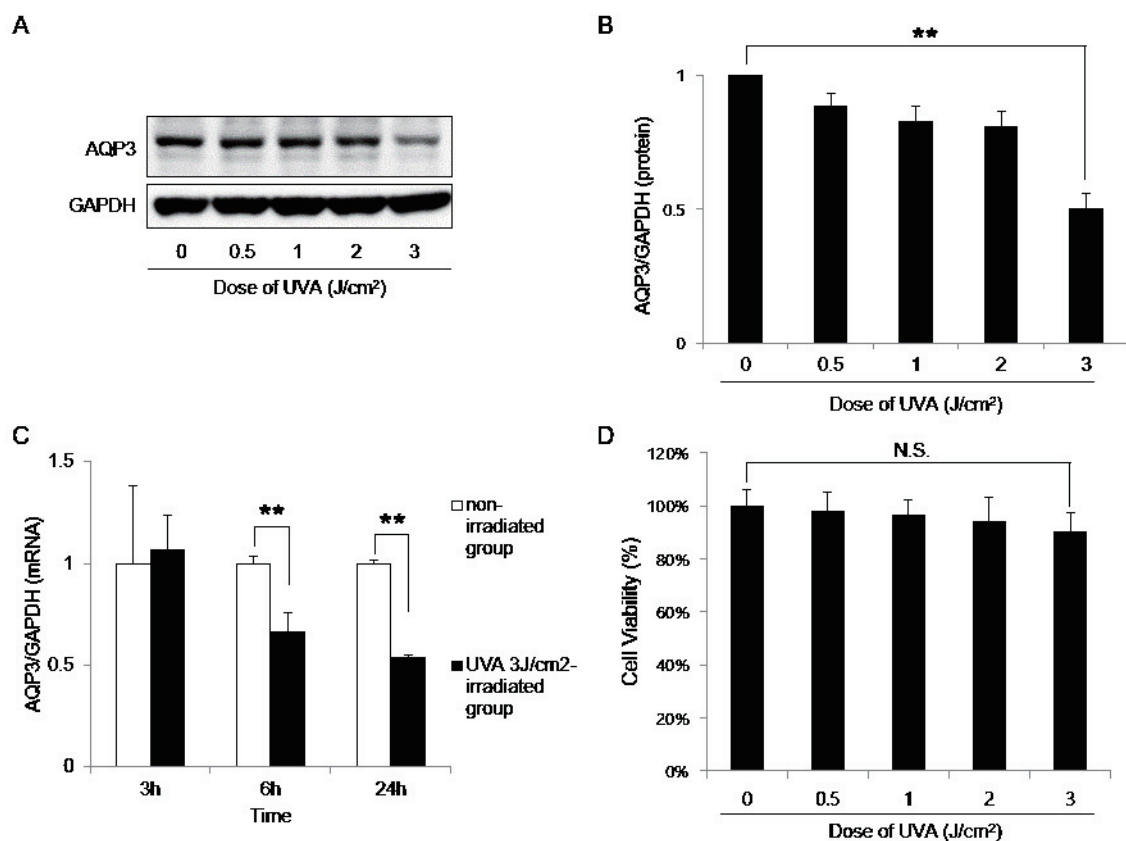 A
AQP3
GAPDH
0 0.5 1 2 3
Dose of UVA (J/cm²)
B
**
AQP3/GAPDH (protein)
1
0.5
0
0 0.5 1 2 3
Dose of UVA (J/cm²)
C
AQP3/GAPDH (mRNA)
1.5
1
0.5
0
** **
3h 6h 24h
Time
non-
irradiated
group
UVA 3J/cm2-
irradiated
group
D
N.S.
Cell Viability (%)
120%
100%
80%
60%
40%
20%
0%
0 0.5 1 2 3
Dose of UVA (J/cm²)